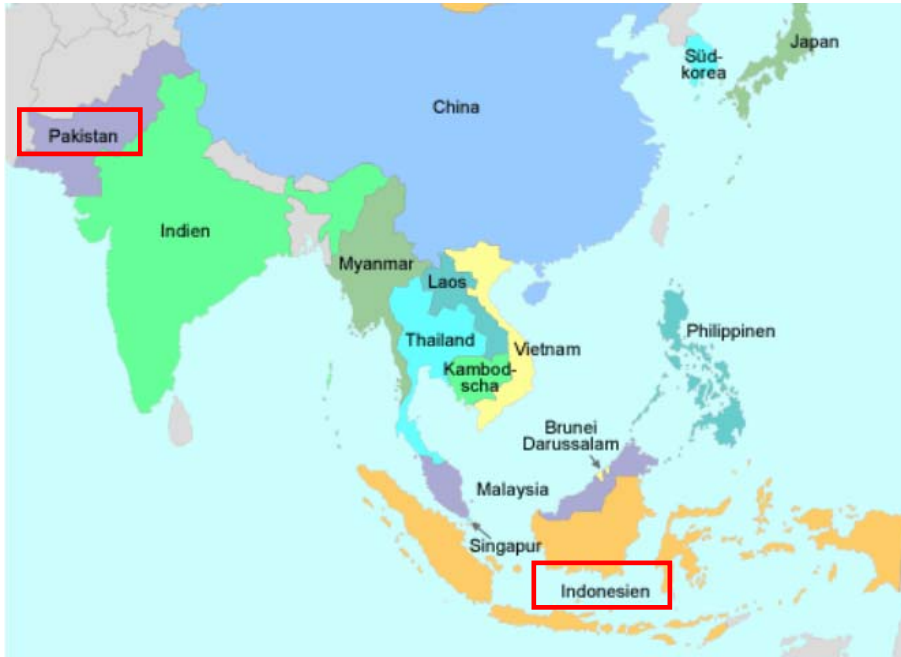 Japan
Süd-
korea
China
Pakistan
Indien
Myanmar
Laos
Thailand
Vietnam
Philippinen
Kambod-
scha
Brunei
Darussalam
Malaysia
Singapur
Indonesien